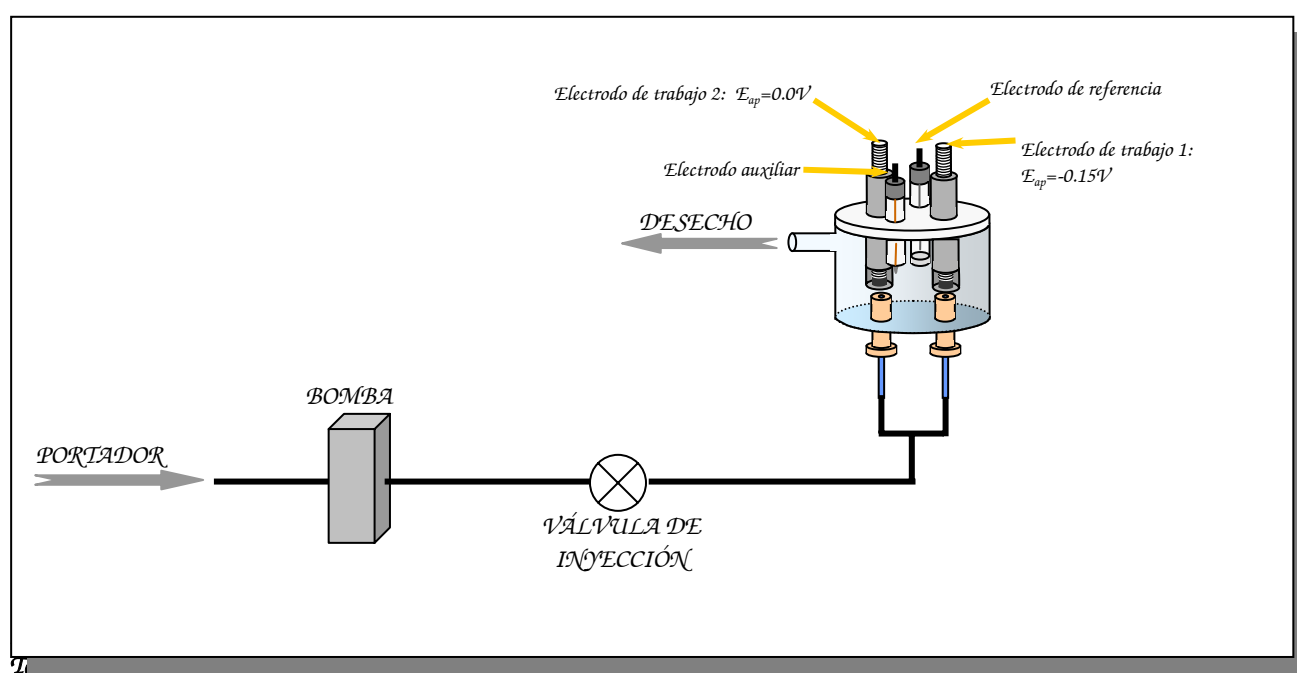 Electrodo de trabajo 2: Eap=0.0V
Electrodo de referencia
Electrodo auxiliar
Electrodo de trabajo 1:
Eap=-0.15V
DESECHO
BOMBA
PORTADOR
VÁLVULA DE
INYECCIÓN